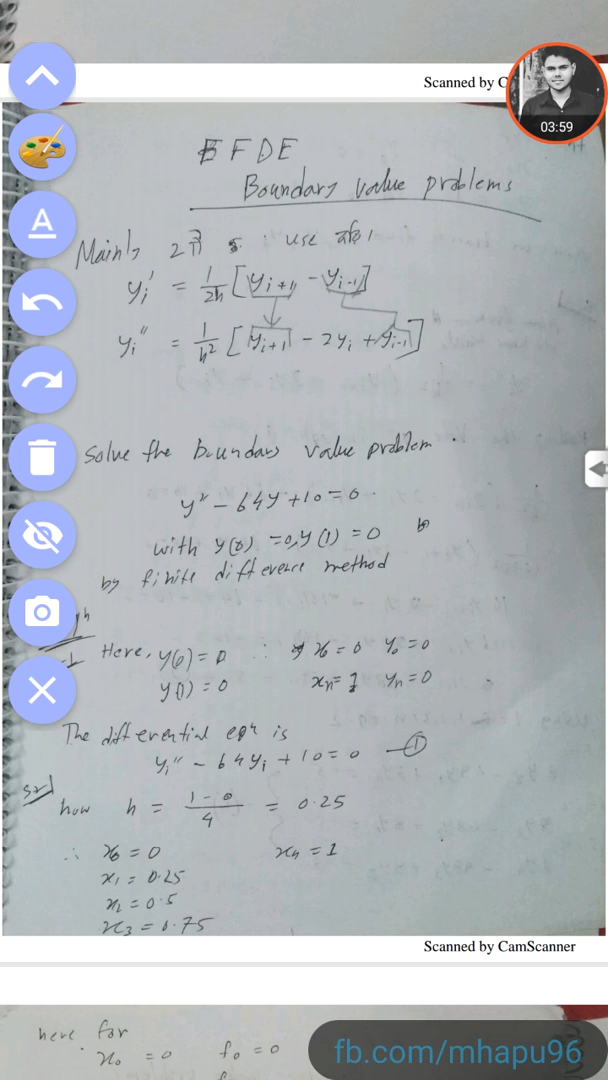 Scanned by C
03:59
FDE
Boundary value problems
Mainly 2 টি use
yi' = 1/2h [yi+1 - yi-1]
yi'' = 1/h² [yi+1 - 2yi + yi-1]
Solve the boundary value problem.
y'' - 64y + 10 = 0.
with y(0) = 0, y(1) = 0
by finite difference method
Here, y(0) = 0 ∴ x0 = 0 y0 = 0
y(1) = 0 xn = 1 yn = 0
The differential eqn is
yi'' - 64yi + 10 = 0 —①
now h = 1-0/4 = 0.25
∴ x0 = 0 x4 = 1
x1 = 0.25
x2 = 0.5
x3 = 0.75
Scanned by CamScanner
here for
x0 = 0 f0 = 0
fb.com/mhapu96